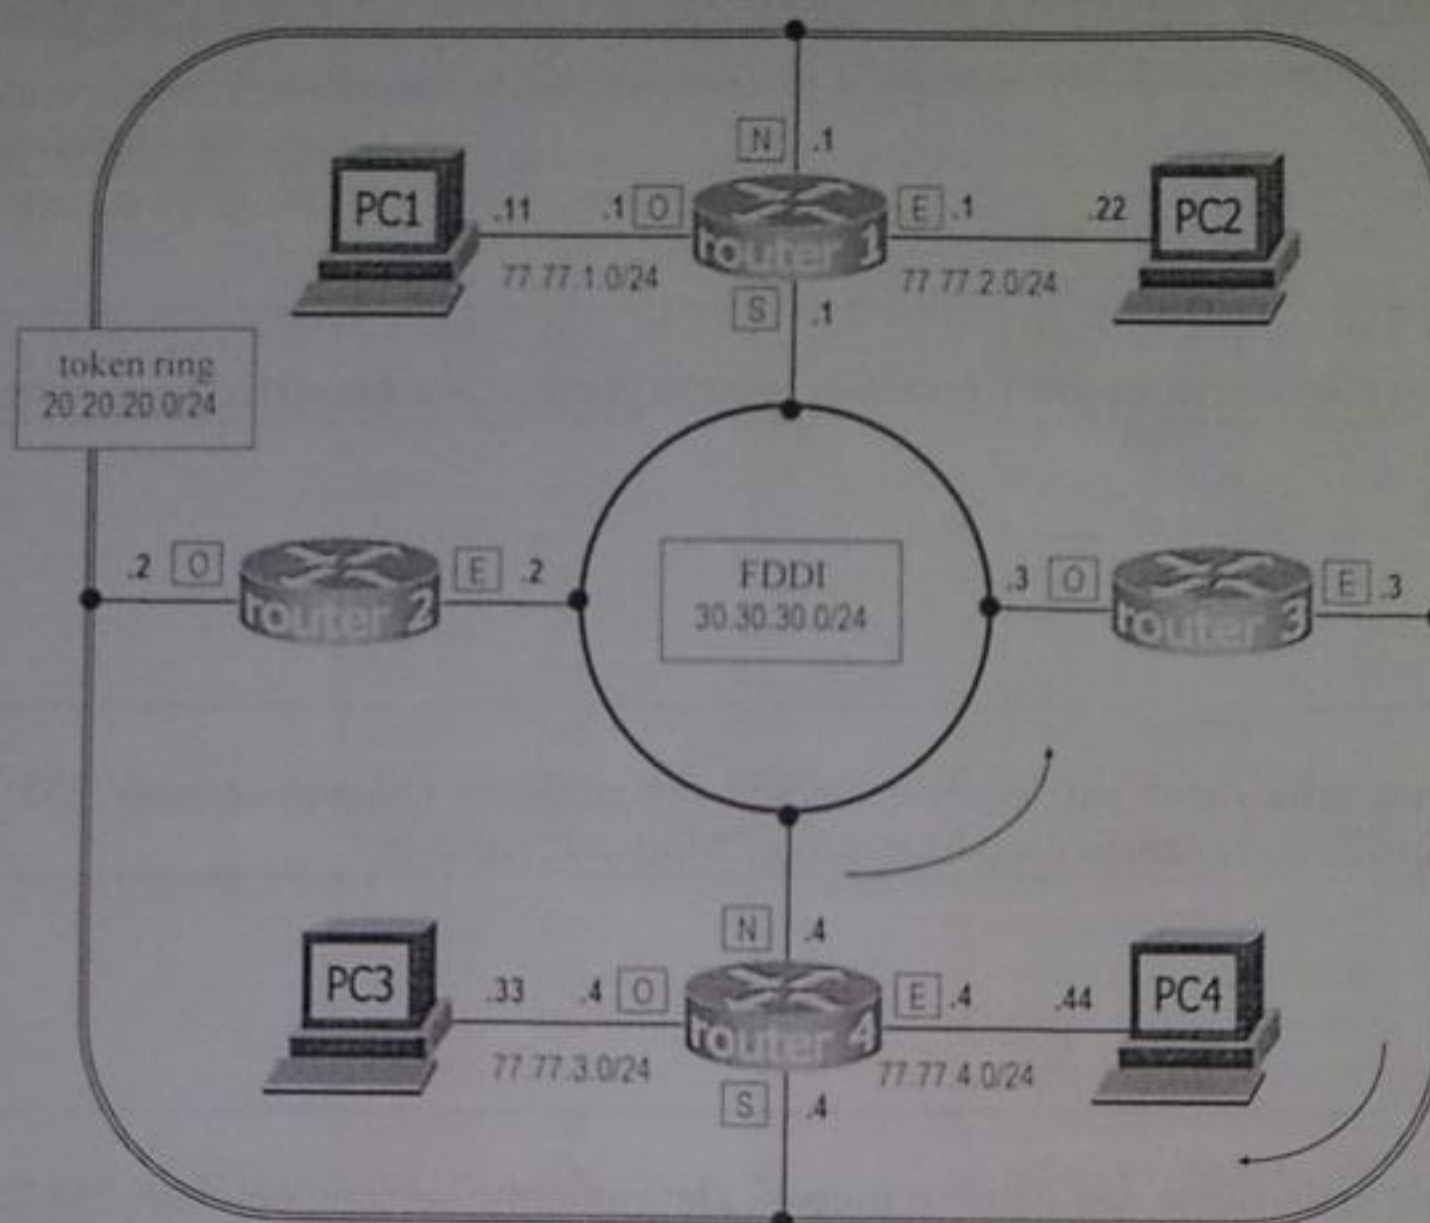 N .1
PC1 .11 .1 O router 1 E .1 .22 PC2
77.77.1.0/24 77.77.2.0/24
S .1
token ring
20.20.20.0/24
.2 O router 2 E .2
FDDI
30.30.30.0/24
.3 O router 3 E .3
N .4
PC3 .33 .4 O router 4 E .4 .44 PC4
77.77.3.0/24 77.77.4.0/24
S .4